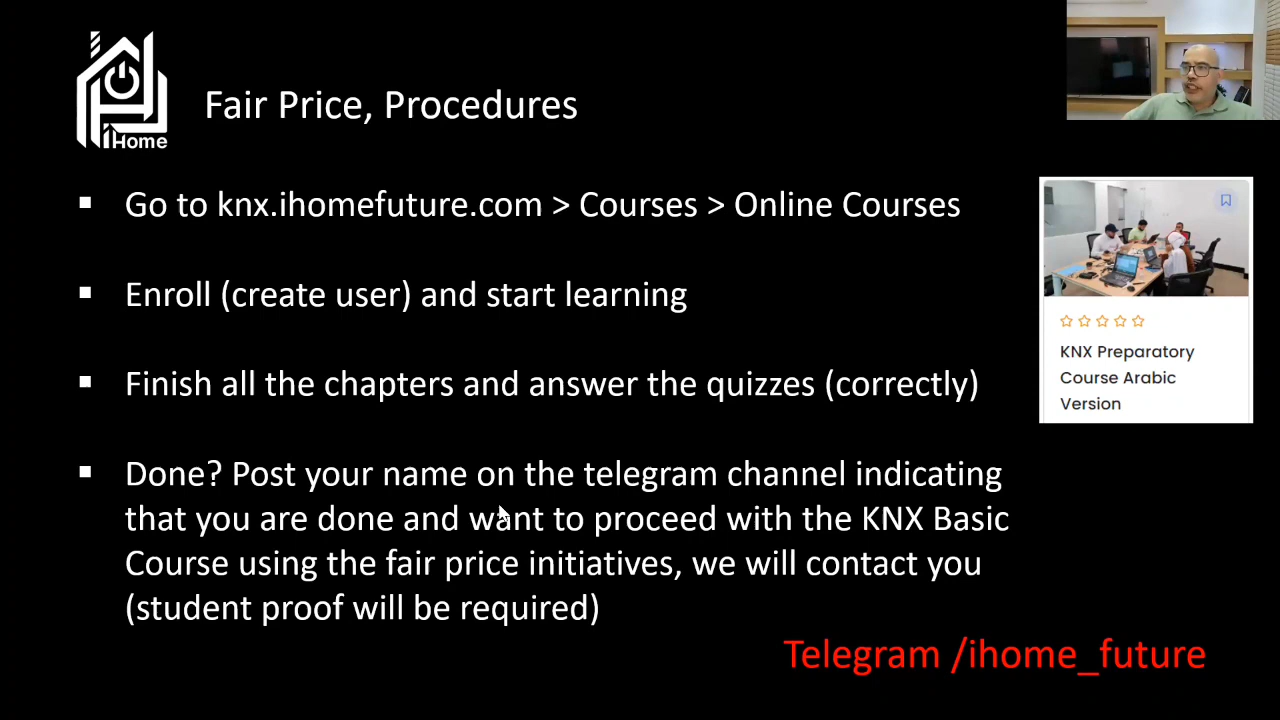 iHome
Fair Price, Procedures
▪ Go to knx.ihomefuture.com > Courses > Online Courses
▪ Enroll (create user) and start learning
▪ Finish all the chapters and answer the quizzes (correctly)
▪ Done? Post your name on the telegram channel indicating
that you are done and want to proceed with the KNX Basic
Course using the fair price initiatives, we will contact you
(student proof will be required)
KNX Preparatory
Course Arabic
Version
Telegram /ihome_future